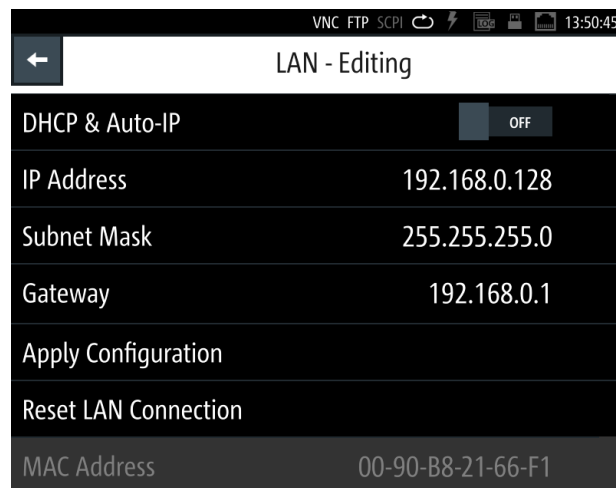 VNC FTP SCPI LOG 13:50:45
LAN - Editing
DHCP & Auto-IP OFF
IP Address 192.168.0.128
Subnet Mask 255.255.255.0
Gateway 192.168.0.1
Apply Configuration
Reset LAN Connection
MAC Address 00-90-B8-21-66-F1